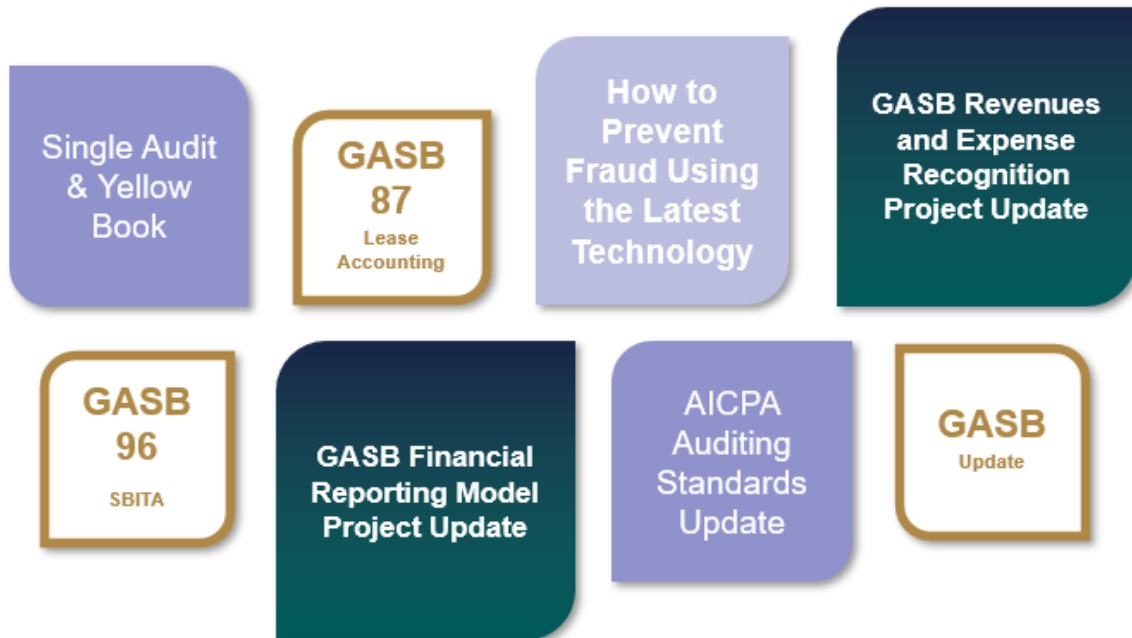 Single Audit
& Yellow
Book
GASB
87
Lease
Accounting
How to
Prevent
Fraud Using
the Latest
Technology
GASB Revenues
and Expense
Recognition
Project Update
GASB
96
SBITA
GASB Financial
Reporting Model
Project Update
AICPA
Auditing
Standards
Update
GASB
Update